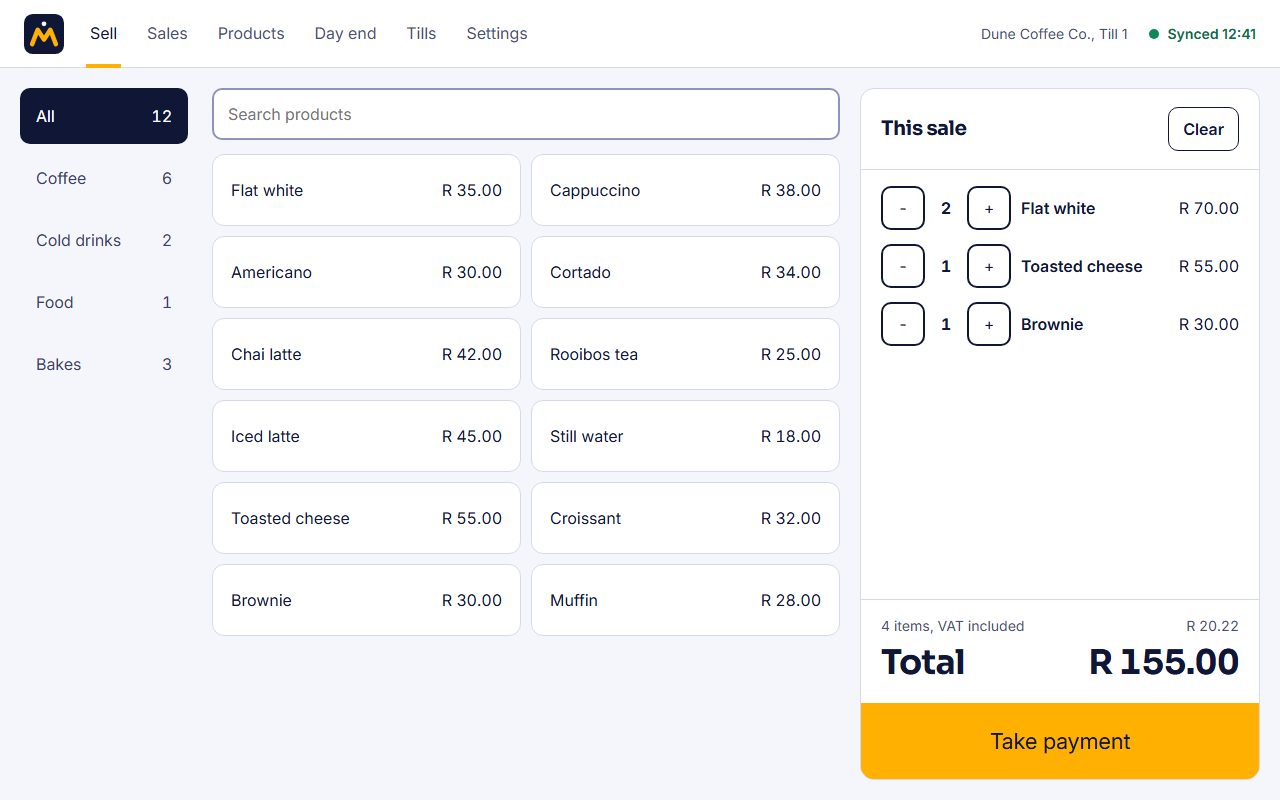 Sell Sales Products Day end Tills Settings Dune Coffee Co., Till 1 Synced 12:41
All 12
Coffee 6
Cold drinks 2
Food 1
Bakes 3
Search products
Flat white R 35.00 Cappuccino R 38.00
Americano R 30.00 Cortado R 34.00
Chai latte R 42.00 Rooibos tea R 25.00
Iced latte R 45.00 Still water R 18.00
Toasted cheese R 55.00 Croissant R 32.00
Brownie R 30.00 Muffin R 28.00
This sale Clear
- 2 + Flat white R 70.00
- 1 + Toasted cheese R 55.00
- 1 + Brownie R 30.00
4 items, VAT included R 20.22
Total R 155.00
Take payment